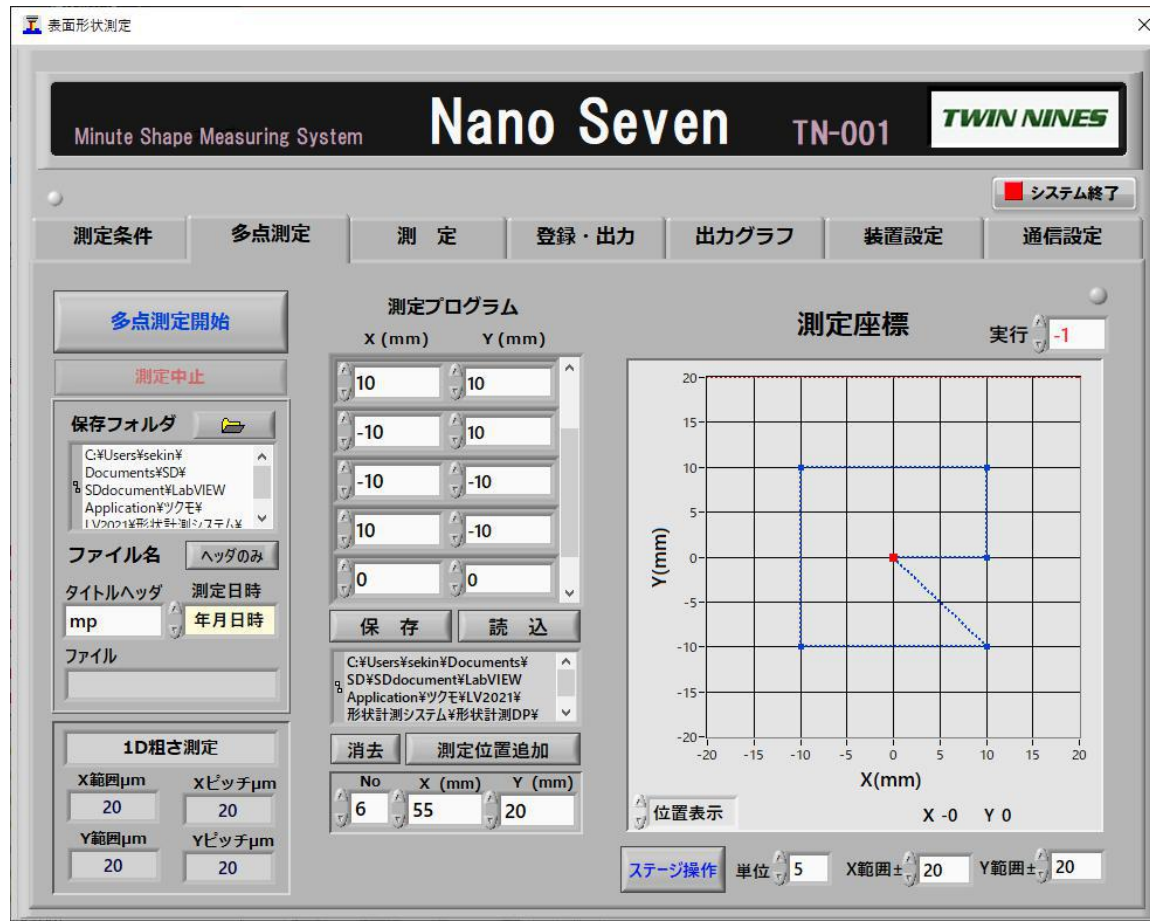 表面形状測定
Minute Shape Measuring System Nano Seven TN-001 TWIN NINES
システム終了
測定条件 多点測定 測 定 登録・出力 出力グラフ 装置設定 通信設定
多点測定開始
測定中止
保存フォルダ
C:¥Users¥sekin¥
Documents¥SD¥
SDdocument¥LabVIEW
Application¥ツクモ¥
LV2021¥形状計測システム¥
ファイル名 ヘッダのみ
タイトルヘッダ 測定日時
mp 年月日時
ファイル
1D粗さ測定
X範囲μm Xピッチμm
20 20
Y範囲μm Yピッチμm
20 20
測定プログラム
X (mm) Y (mm)
10 10
-10 10
-10 -10
10 -10
0 0
保 存 読 込
C:¥Users¥sekin¥Documents¥
SD¥SDdocument¥LabVIEW
Application¥ツクモ¥LV2021¥
形状計測システム¥形状計測DP¥
消去 測定位置追加
No X (mm) Y (mm)
6 55 20
測定座標 実行 -1
20
15
10
5
0
-5
-10
-15
-20
Y(mm)
-20 -15 -10 -5 0 5 10 15 20
X(mm)
位置表示 X -0 Y 0
ステージ操作 単位 5 X範囲± 20 Y範囲± 20